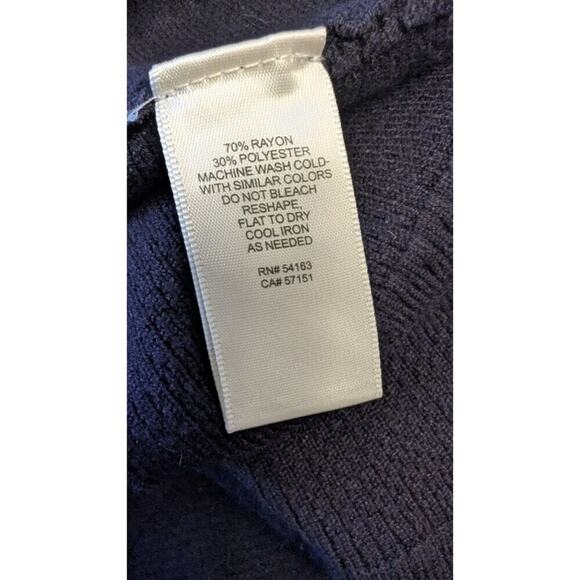 70% RAYON
30% POLYESTER
MACHINE WASH COLD-
WITH SIMILAR COLORS
DO NOT BLEACH
RESHAPE,
FLAT TO DRY
COOL IRON
AS NEEDED
RN# 54163
CA# 57151